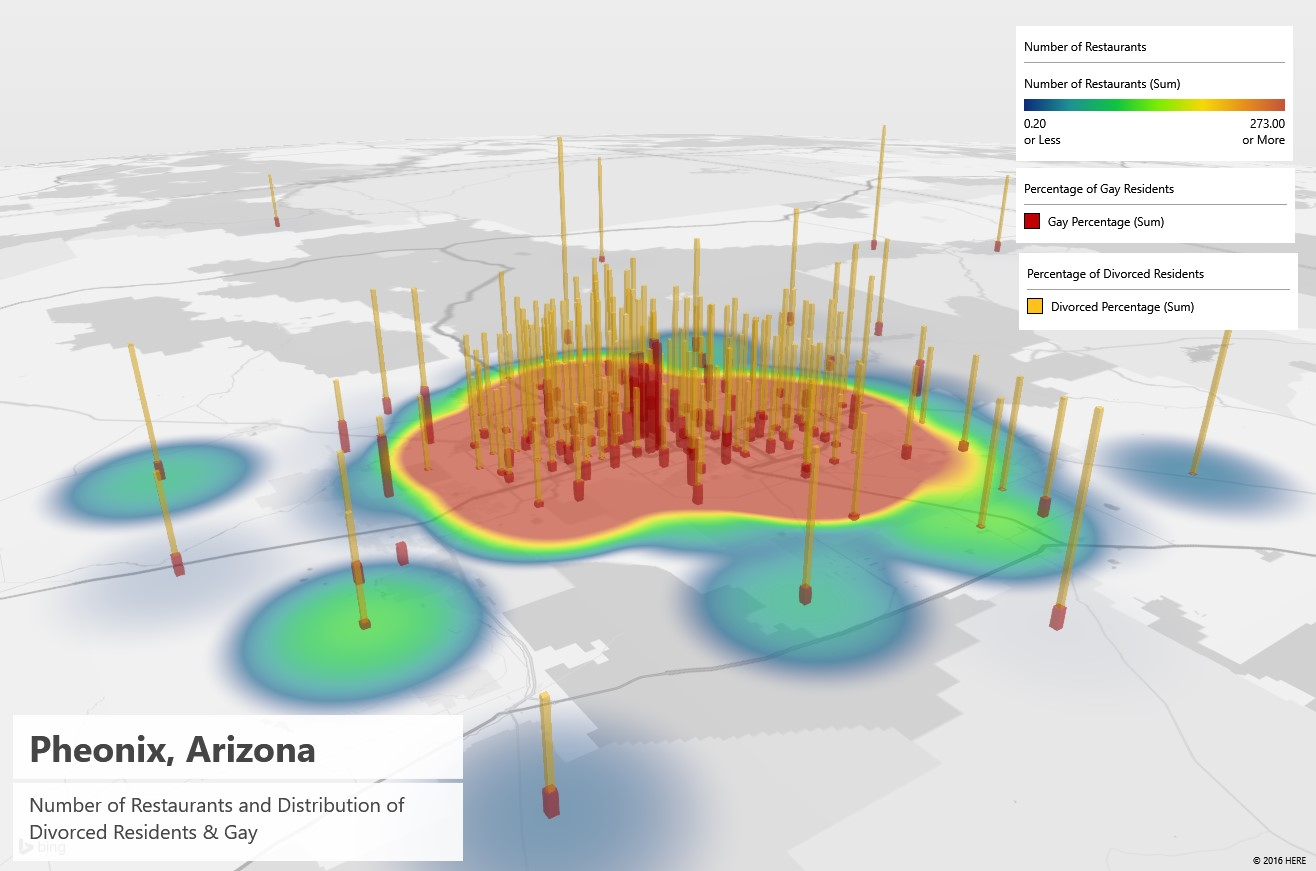 Number of Restaurants
Number of Restaurants (Sum)
0.20
or Less
273.00
or More
Percentage of Gay Residents
Gay Percentage (Sum)
Percentage of Divorced Residents
Divorced Percentage (Sum)
Pheonix, Arizona
Number of Restaurants and Distribution of
Divorced Residents & Gay
bing
© 2016 HERE